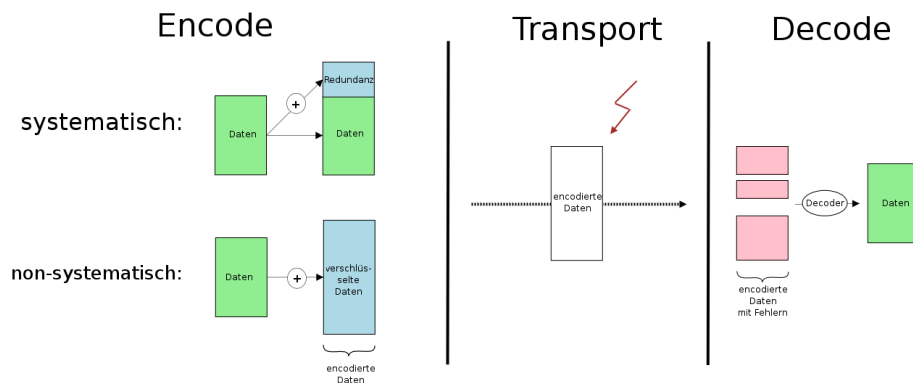 Encode
Transport
Decode
systematisch:
Daten
+
Redundanz
Daten
non-systematisch:
Daten
+
verschlüs-
selte
Daten
encodierte
Daten
encodierte
Daten
Decoder
Daten
encodierte
Daten
mit Fehlern